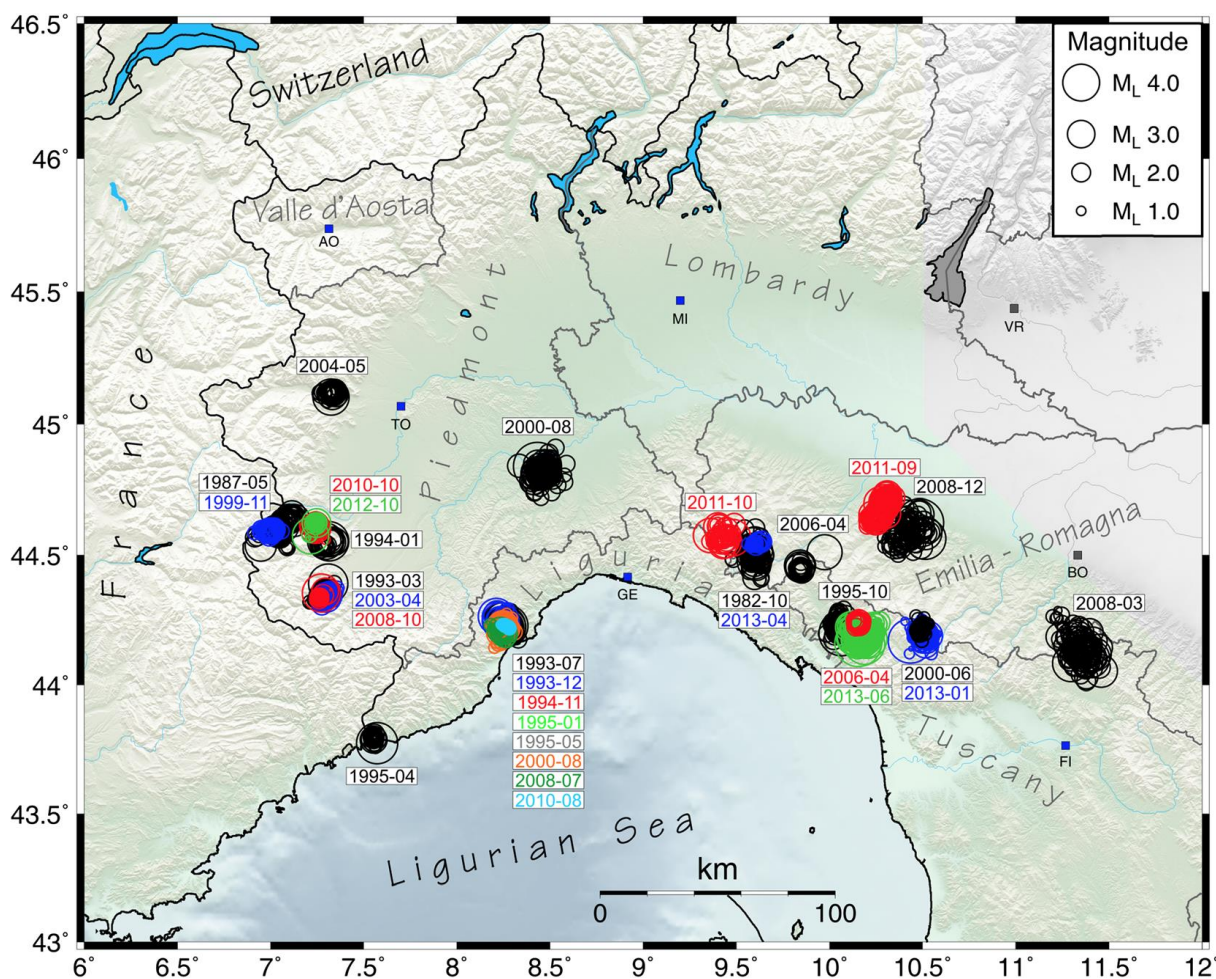 46.5°
46°
45.5°
45°
44.5°
44°
43.5°
43°
6°
6.5°
7°
7.5°
8°
8.5°
9°
9.5°
10°
10.5°
11°
11.5°
12°
Magnitude
M_L 4.0
M_L 3.0
M_L 2.0
M_L 1.0
Switzerland
Valle d'Aosta
AO
Lombardy
MI
VR
Piedmont
France
TO
2004-05
2000-08
1987-05
1999-11
2010-10
2012-10
1994-01
1993-03
2003-04
2008-10
2011-10
2011-09
2008-12
2006-04
Emilia - Romagna
BO
Liguria
GE
1982-10
2013-04
1995-10
2008-03
2006-04
2013-06
2000-06
2013-01
1993-07
1993-12
1994-11
1995-01
1995-05
2000-08
2008-07
2010-08
1995-04
Tuscany
FI
Ligurian Sea
km
0
100